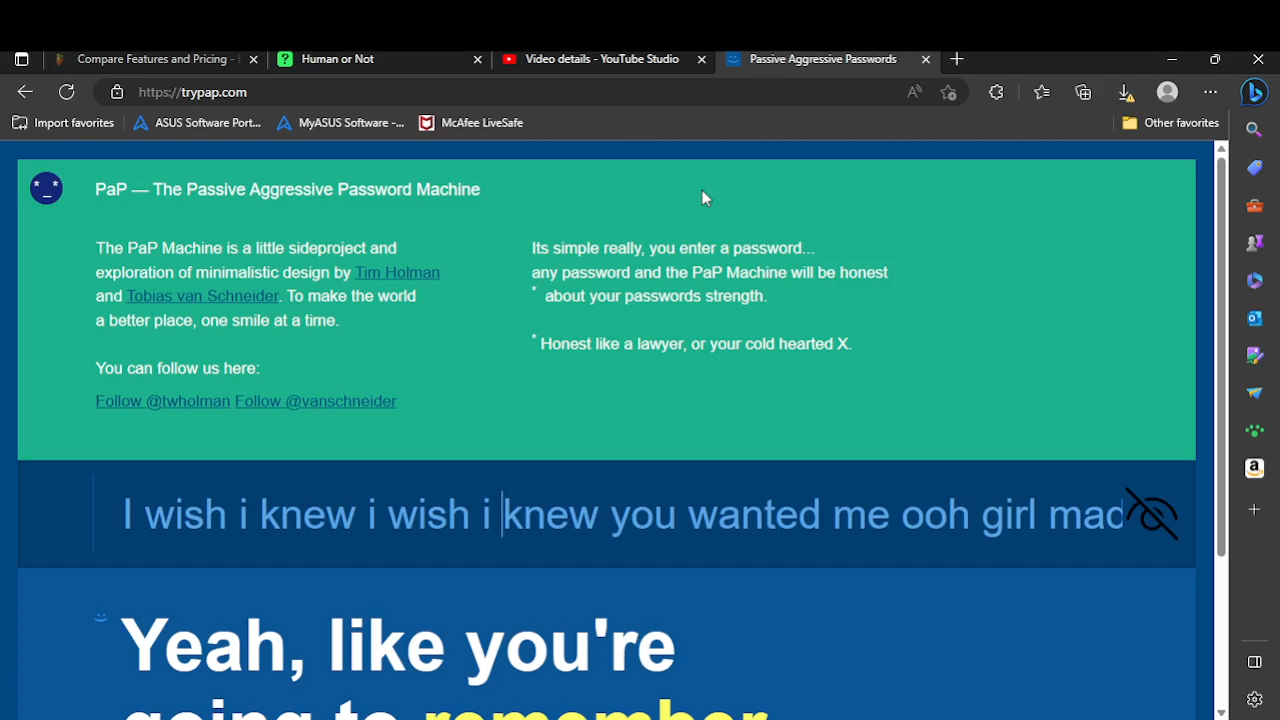 Compare Features and Pricing -
Human or Not
Video details - YouTube Studio
Passive Aggressive Passwords
https://trypap.com
Import favorites
ASUS Software Port...
MyASUS Software -...
McAfee LiveSafe
Other favorites
PaP — The Passive Aggressive Password Machine
The PaP Machine is a little sideproject and
exploration of minimalistic design by Tim Holman
and Tobias van Schneider. To make the world
a better place, one smile at a time.
You can follow us here:
Follow @twholman Follow @vanschneider
Its simple really, you enter a password...
any password and the PaP Machine will be honest
* about your passwords strength.
* Honest like a lawyer, or your cold hearted X.
I wish i knew i wish i knew you wanted me ooh girl mad
Yeah, like you're
going to remember